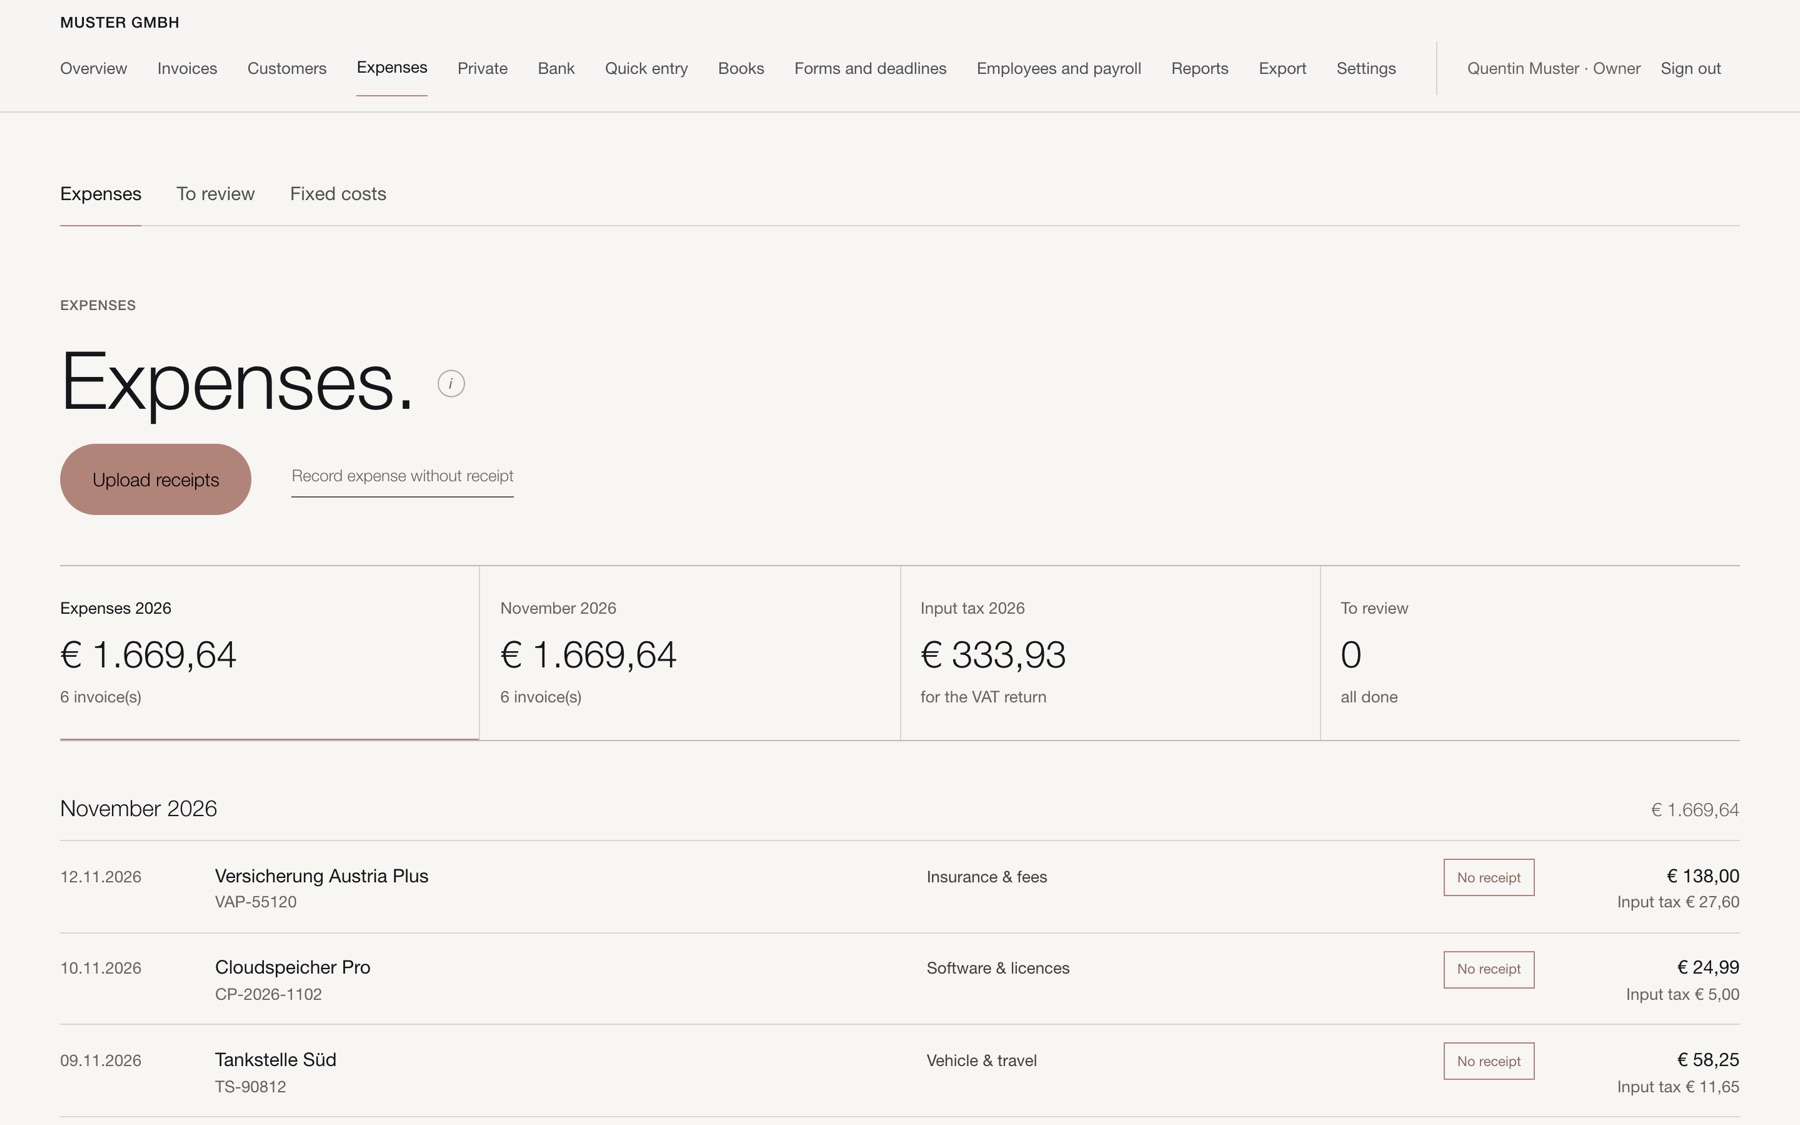 MUSTER GMBH
Overview Invoices Customers Expenses Private Bank Quick entry Books Forms and deadlines Employees and payroll Reports Export Settings Quentin Muster · Owner Sign out
Expenses To review Fixed costs
EXPENSES
Expenses. i
Upload receipts Record expense without receipt
Expenses 2026 November 2026 Input tax 2026 To review
€ 1.669,64 € 1.669,64 € 333,93 0
6 invoice(s) 6 invoice(s) for the VAT return all done
November 2026 € 1.669,64
12.11.2026 Versicherung Austria Plus Insurance & fees No receipt € 138,00
VAP-55120 Input tax € 27,60
10.11.2026 Cloudspeicher Pro Software & licences No receipt € 24,99
CP-2026-1102 Input tax € 5,00
09.11.2026 Tankstelle Süd Vehicle & travel No receipt € 58,25
TS-90812 Input tax € 11,65